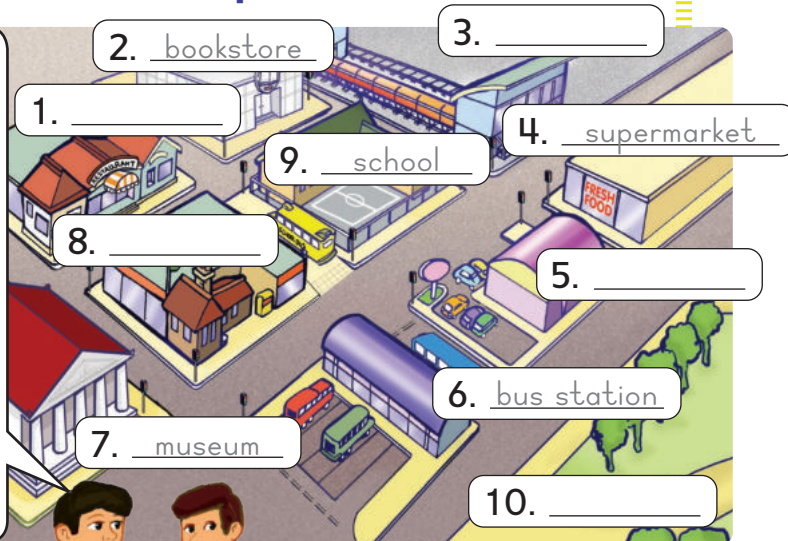 2. bookstore
3.
1.
4. supermarket
RESTAURANT
9. school
FRESH
FOOD
8.
5.
6. bus station
7. museum
10.